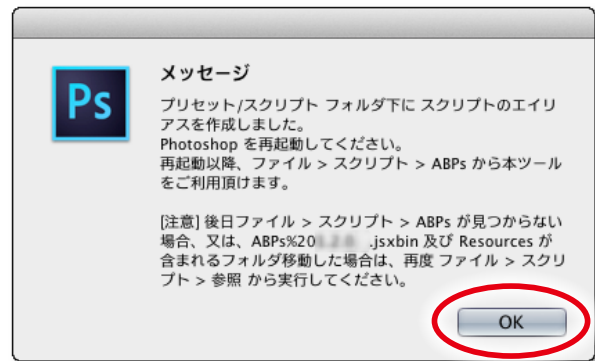 Ps
メッセージ
プリセット/スクリプト フォルダ下に スクリプトのエイリ
アスを作成しました。
Photoshop を再起動してください。
再起動以降、ファイル > スクリプト > ABPs から本ツール
をご利用頂けます。
[注意] 後日ファイル > スクリプト > ABPs が見つからない
場合、又は、ABPs%20 .jsxbin 及び Resources が
含まれるフォルダ移動した場合は、再度 ファイル > スクリ
プト > 参照 から実行してください。
OK